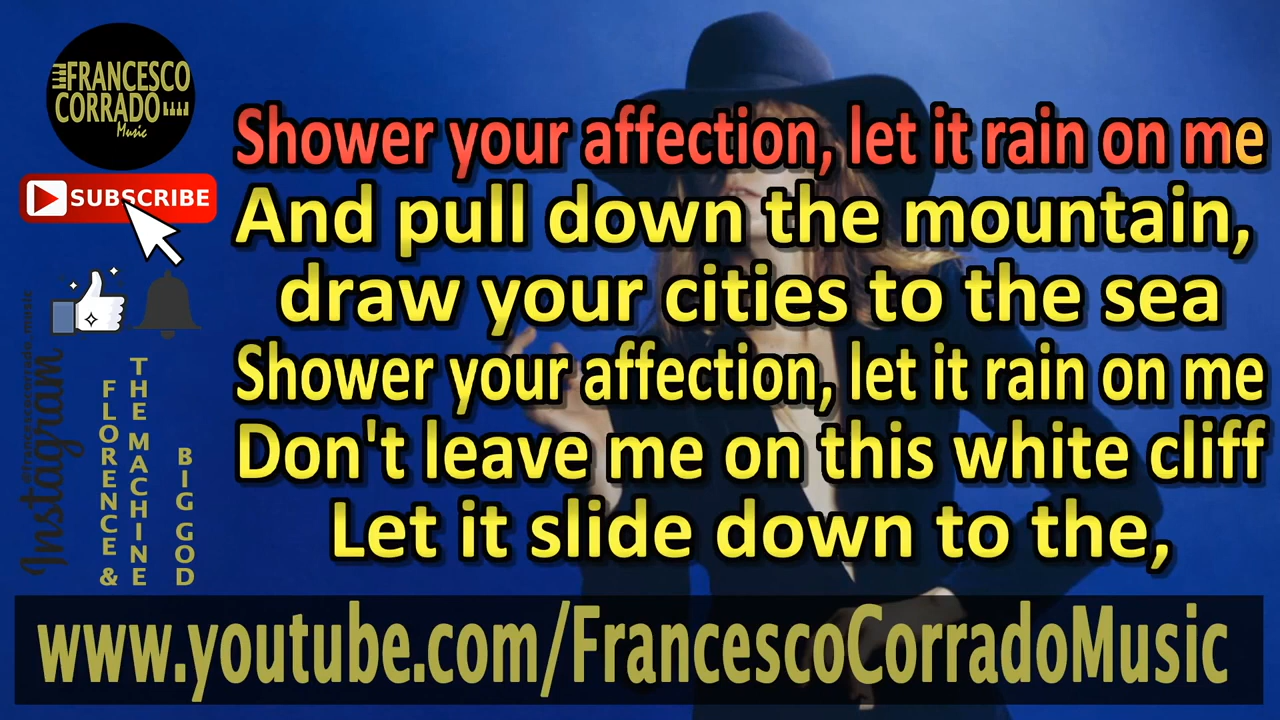 FRANCESCO
CORRADO
Music
SUBSCRIBE
Shower your affection, let it rain on me
And pull down the mountain,
draw your cities to the sea
Shower your affection, let it rain on me
Don't leave me on this white cliff
Let it slide down to the,
Instagram
FLORENCE &
THE MACHINE
BIG GOD
www.youtube.com/FrancescoCorradoMusic